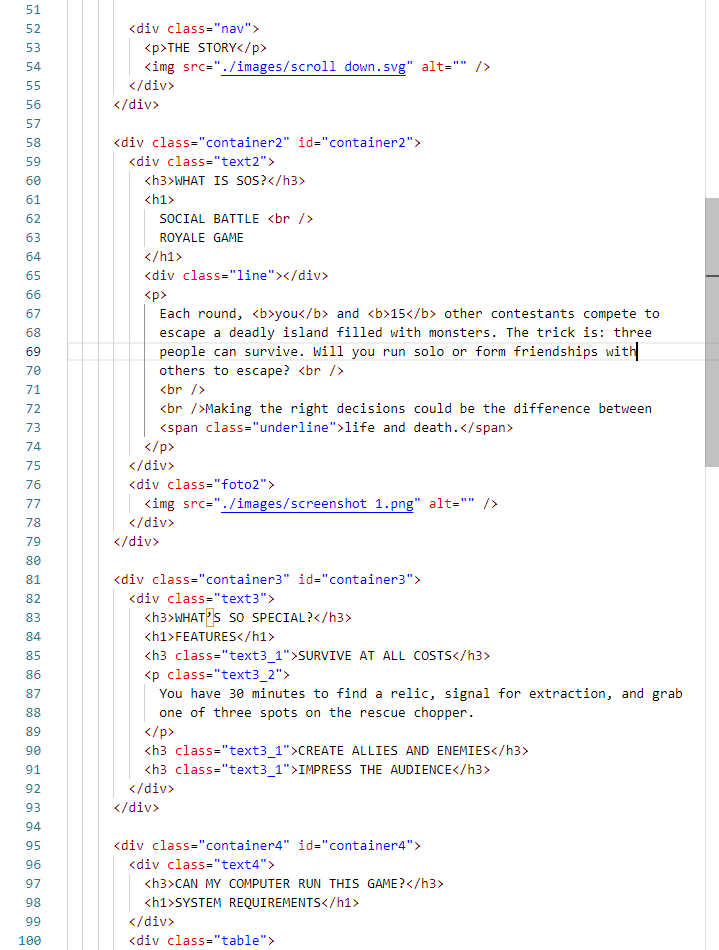 51
52 <div class="nav">
53 <p>THE STORY</p>
54 <img src="./images/scroll down.svg" alt="" />
55 </div>
56 </div>
57
58 <div class="container2" id="container2">
59 <div class="text2">
60 <h3>WHAT IS SOS?</h3>
61 <h1>
62 SOCIAL BATTLE <br />
63 ROYALE GAME
64 </h1>
65 <div class="line"></div>
66 <p>
67 Each round, <b>you</b> and <b>15</b> other contestants compete to
68 escape a deadly island filled with monsters. The trick is: three
69 people can survive. Will you run solo or form friendships with
70 others to escape? <br />
71 <br />
72 <br />Making the right decisions could be the difference between
73 <span class="underline">life and death.</span>
74 </p>
75 </div>
76 <div class="foto2">
77 <img src="./images/screenshot 1.png" alt="" />
78 </div>
79 </div>
80
81 <div class="container3" id="container3">
82 <div class="text3">
83 <h3>WHAT’S SO SPECIAL?</h3>
84 <h1>FEATURES</h1>
85 <h3 class="text3_1">SURVIVE AT ALL COSTS</h3>
86 <p class="text3_2">
87 You have 30 minutes to find a relic, signal for extraction, and grab
88 one of three spots on the rescue chopper.
89 </p>
90 <h3 class="text3_1">CREATE ALLIES AND ENEMIES</h3>
91 <h3 class="text3_1">IMPRESS THE AUDIENCE</h3>
92 </div>
93 </div>
94
95 <div class="container4" id="container4">
96 <div class="text4">
97 <h3>CAN MY COMPUTER RUN THIS GAME?</h3>
98 <h1>SYSTEM REQUIREMENTS</h1>
99 </div>
100 <div class="table">